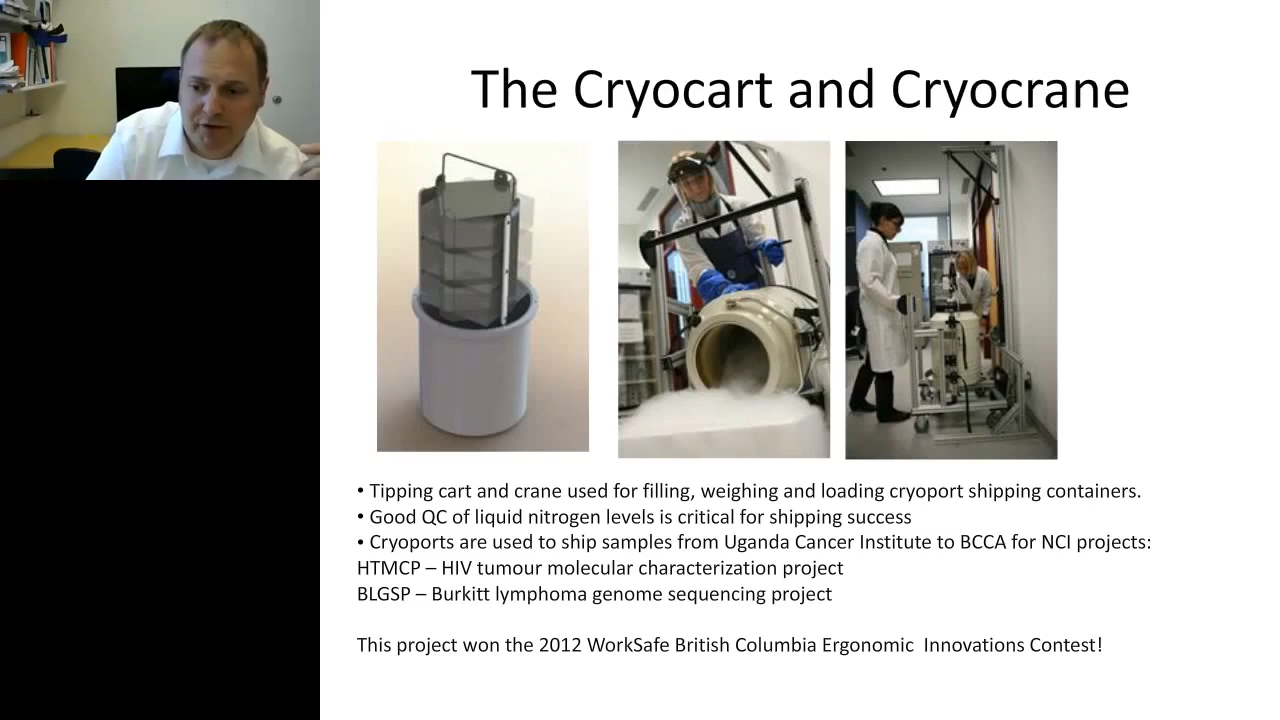 The Cryocart and Cryocrane
• Tipping cart and crane used for filling, weighing and loading cryoport shipping containers.
• Good QC of liquid nitrogen levels is critical for shipping success
• Cryoports are used to ship samples from Uganda Cancer Institute to BCCA for NCI projects:
HTMCP – HIV tumour molecular characterization project
BLGSP – Burkitt lymphoma genome sequencing project
This project won the 2012 WorkSafe British Columbia Ergonomic  Innovations Contest!